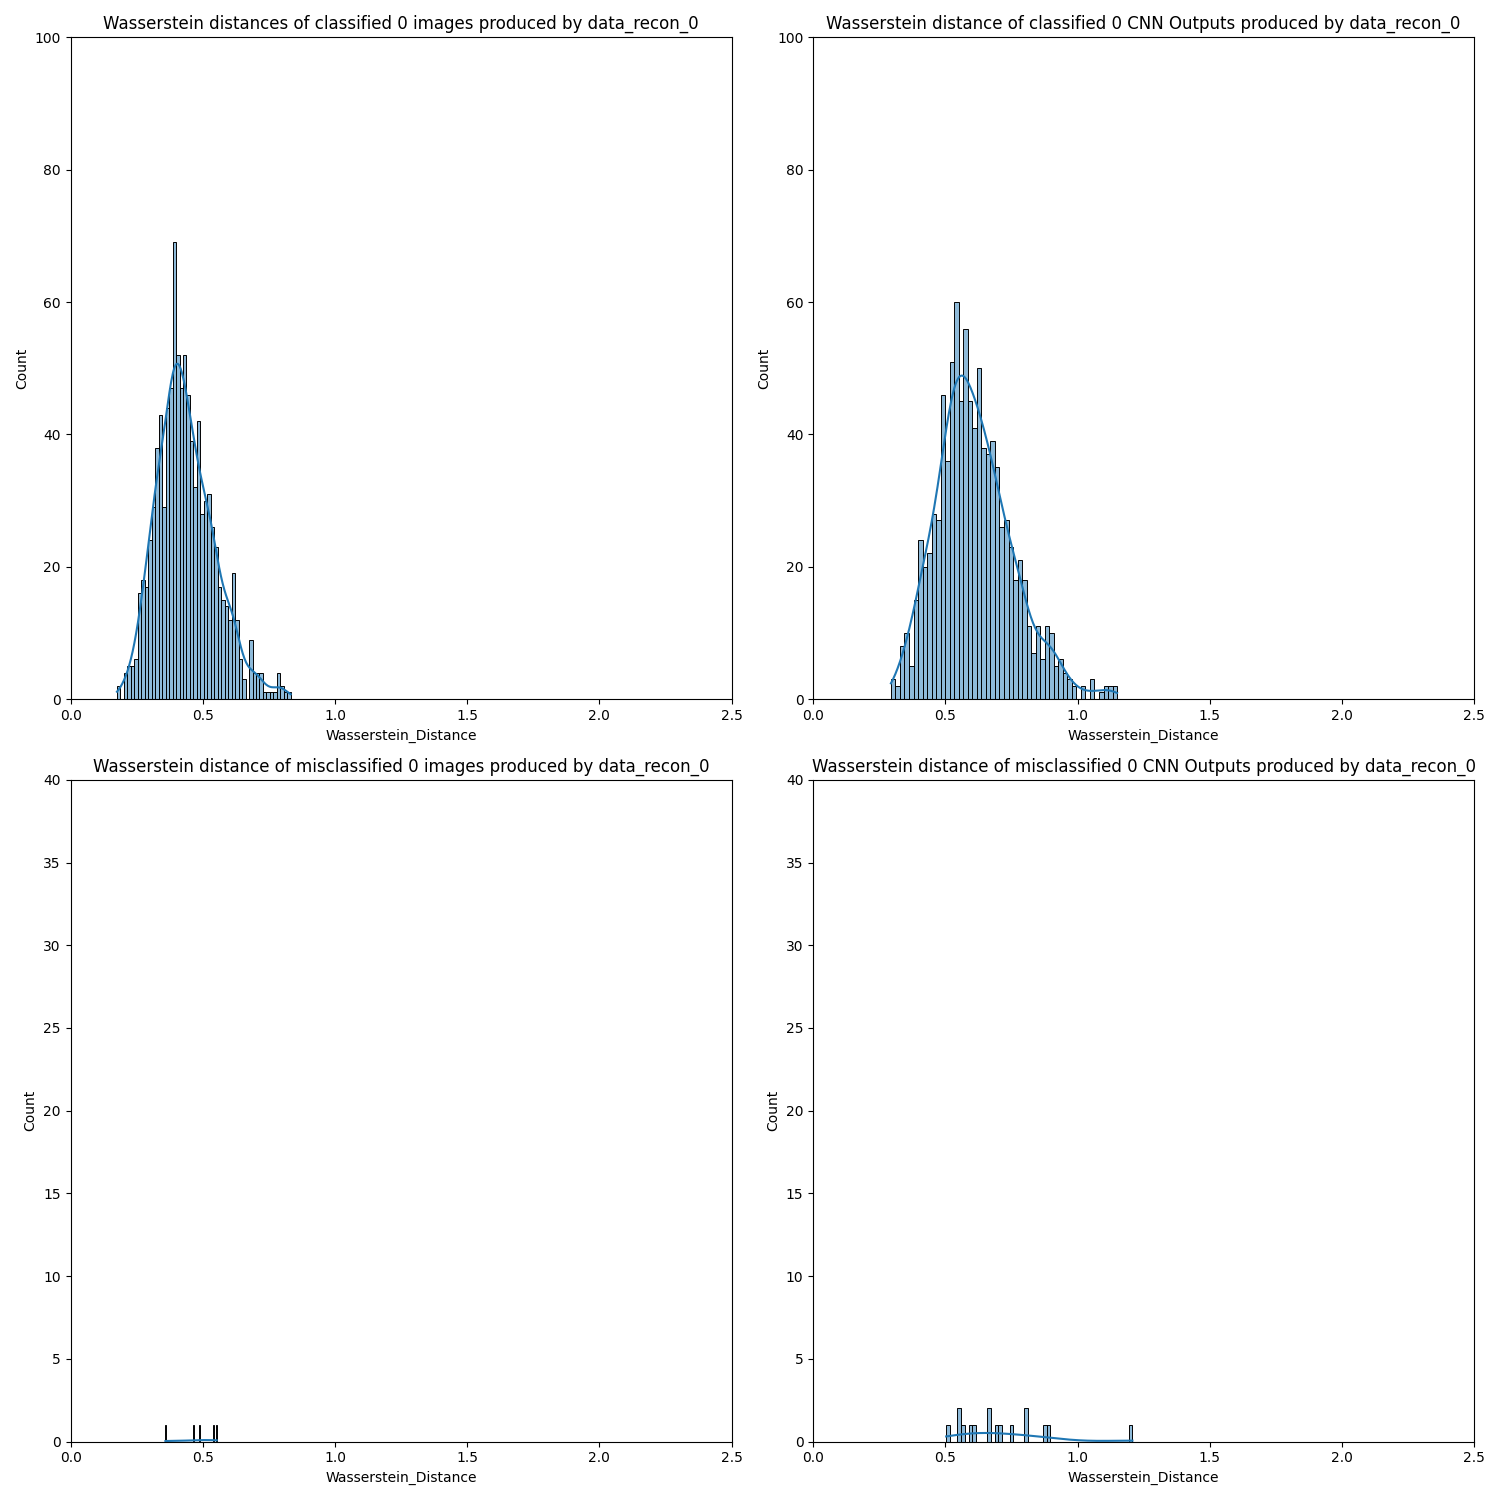 Wasserstein distances of classified 0 images produced by data_recon_0
100
80
60
40
20
0
Count
0.0 0.5 1.0 1.5 2.0 2.5
Wasserstein_Distance
Wasserstein distance of classified 0 CNN Outputs produced by data_recon_0
100
80
60
40
20
0
Count
0.0 0.5 1.0 1.5 2.0 2.5
Wasserstein_Distance
Wasserstein distance of misclassified 0 images produced by data_recon_0
40
35
30
25
20
15
10
5
0
Count
0.0 0.5 1.0 1.5 2.0 2.5
Wasserstein_Distance
Wasserstein distance of misclassified 0 CNN Outputs produced by data_recon_0
40
35
30
25
20
15
10
5
0
Count
0.0 0.5 1.0 1.5 2.0 2.5
Wasserstein_Distance